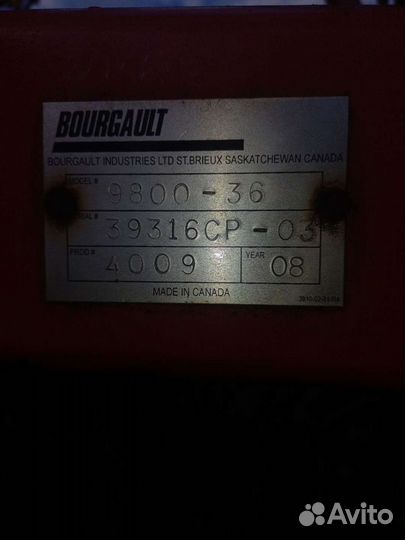 BOURGAULT
BOURGAULT INDUSTRIES LTD ST.BRIEUX SASKATCHEWAN CANADA
MODEL # 9800-36
39316CP-03
PROD.# 4009 YEAR 08
MADE IN CANADA
Avito